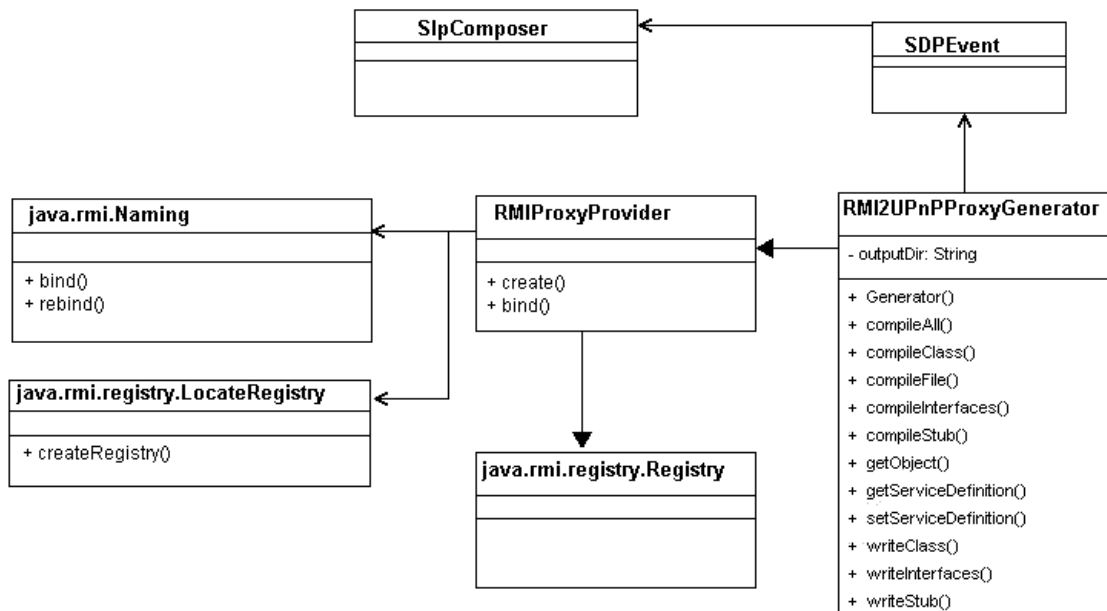 SlpComposer
SDPEvent
java.rmi.Naming
+ bind()
+ rebind()
RMIProxyProvider
+ create()
+ bind()
RMI2UPnPProxyGenerator
- outputDir: String
+ Generator()
+ compileAll()
+ compileClass()
+ compileFile()
+ compileInterfaces()
+ compileStub()
+ getObject()
+ getServiceDefinition()
+ setServiceDefinition()
+ writeClass()
+ writeInterfaces()
+ writeStub()
java.rmi.registry.LocateRegistry
+ createRegistry()
java.rmi.registry.Registry